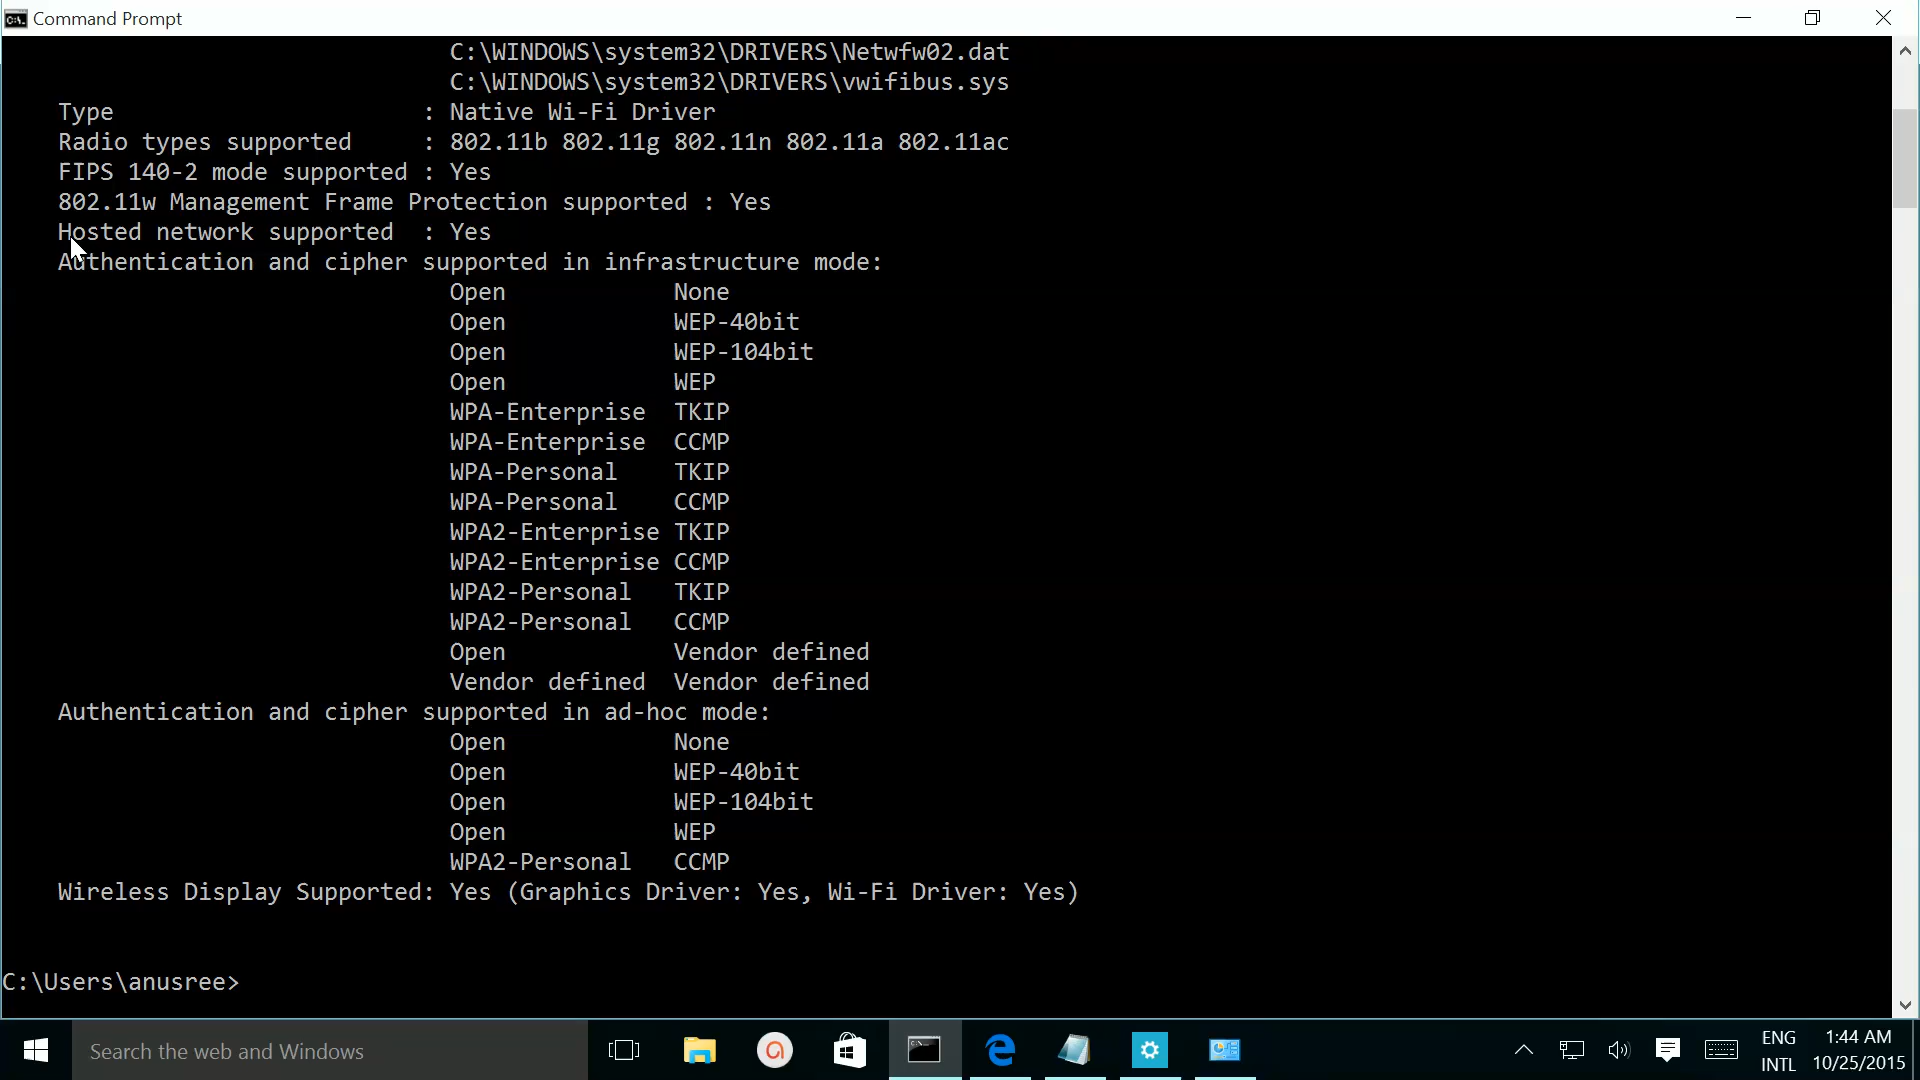 Command Prompt
C:\WINDOWS\system32\DRIVERS\Netwfw02.dat
C:\WINDOWS\system32\DRIVERS\vwifibus.sys
Type : Native Wi-Fi Driver
Radio types supported : 802.11b 802.11g 802.11n 802.11a 802.11ac
FIPS 140-2 mode supported : Yes
802.11w Management Frame Protection supported : Yes
Hosted network supported : Yes
Authentication and cipher supported in infrastructure mode:
Open None
Open WEP-40bit
Open WEP-104bit
Open WEP
WPA-Enterprise TKIP
WPA-Enterprise CCMP
WPA-Personal TKIP
WPA-Personal CCMP
WPA2-Enterprise TKIP
WPA2-Enterprise CCMP
WPA2-Personal TKIP
WPA2-Personal CCMP
Open Vendor defined
Vendor defined Vendor defined
Authentication and cipher supported in ad-hoc mode:
Open None
Open WEP-40bit
Open WEP-104bit
Open WEP
WPA2-Personal CCMP
Wireless Display Supported: Yes (Graphics Driver: Yes, Wi-Fi Driver: Yes)
C:\Users\anusree>
Search the web and Windows
ENG 1:44 AM
INTL 10/25/2015